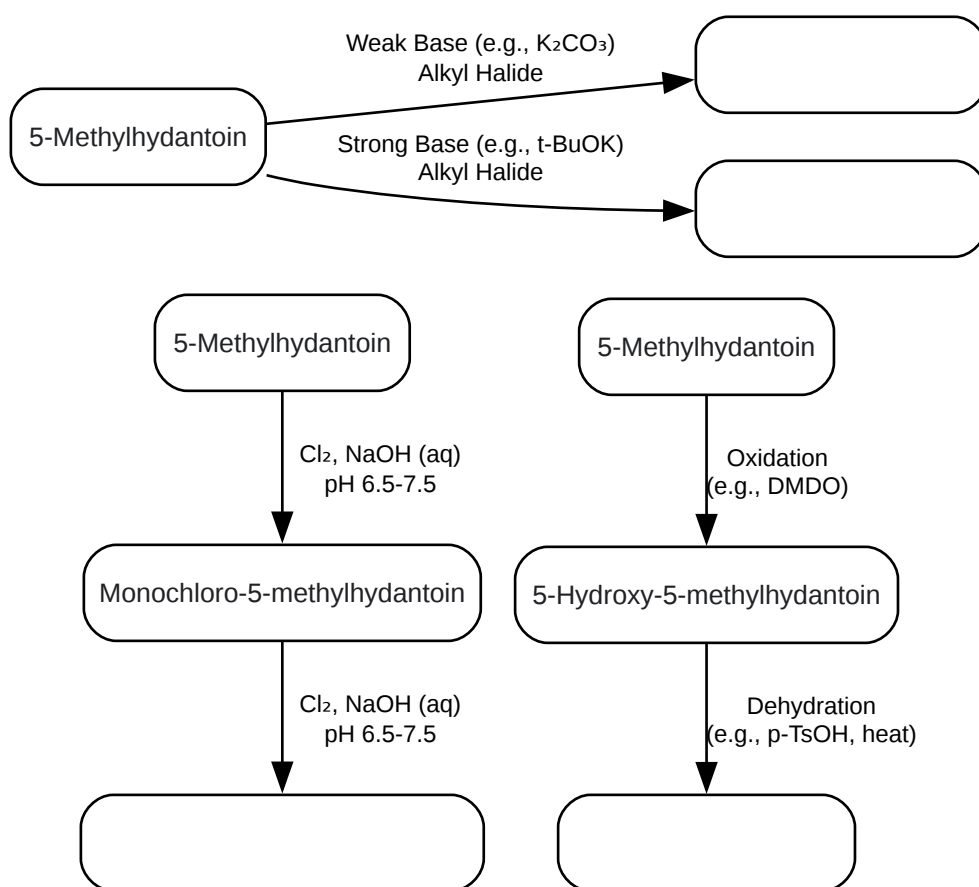 Weak Base (e.g., K₂CO₃)
Alkyl Halide
5-Methylhydantoin
Strong Base (e.g., t-BuOK)
Alkyl Halide
5-Methylhydantoin
5-Methylhydantoin
Cl₂, NaOH (aq)
pH 6.5-7.5
Oxidation
(e.g., DMDO)
Monochloro-5-methylhydantoin
5-Hydroxy-5-methylhydantoin
Cl₂, NaOH (aq)
pH 6.5-7.5
Dehydration
(e.g., p-TsOH, heat)